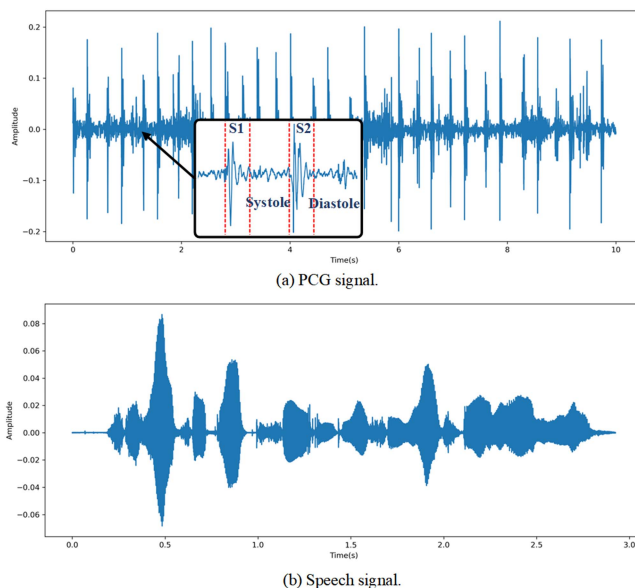 0.2
0.1
Amplitude
0.0
-0.1
-0.2
S1
S2
Systole
Diastole
0
2
4
6
8
10
Time(s)
(a) PCG signal.
0.08
0.06
0.04
0.02
Amplitude
0.00
-0.02
-0.04
-0.06
0.0
0.5
1.0
1.5
2.0
2.5
3.0
Time(s)
(b) Speech signal.